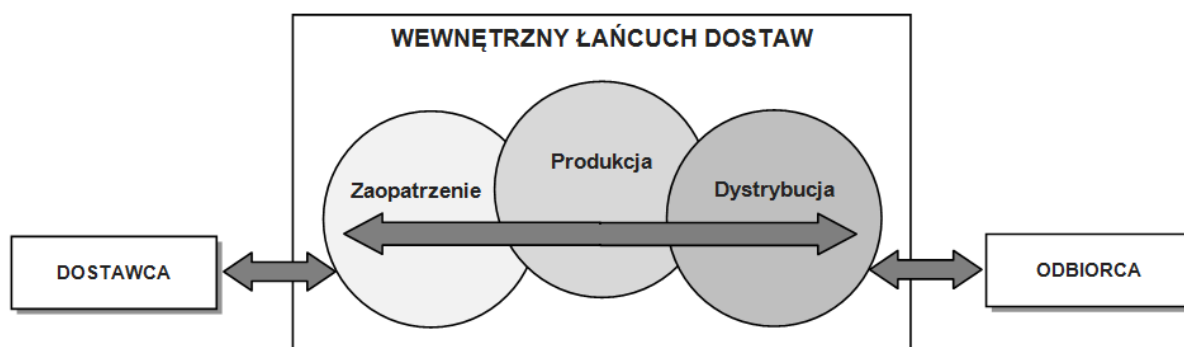 WEWNĘTRZNY ŁAŃCUCH DOSTAW
Produkcja
Zaopatrzenie
Dystrybucja
DOSTAWCA
ODBIORCA